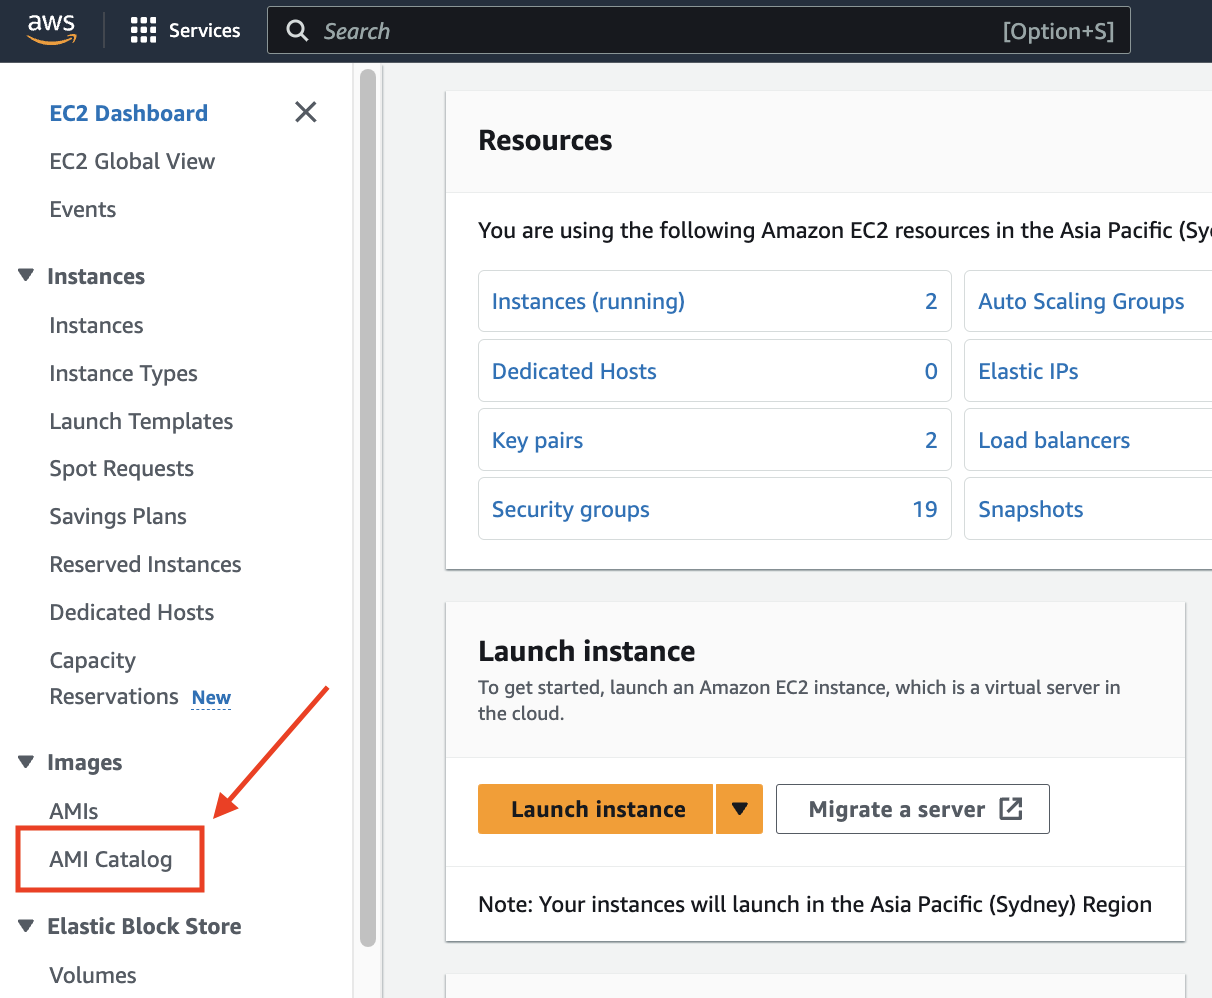 aws
Services
Search
[Option+S]
EC2 Dashboard
EC2 Global View
Events
Instances
Instances
Instance Types
Launch Templates
Spot Requests
Savings Plans
Reserved Instances
Dedicated Hosts
Capacity
Reservations New
Images
AMIs
AMI Catalog
Elastic Block Store
Volumes
Resources
You are using the following Amazon EC2 resources in the Asia Pacific (Sy
Instances (running) 2
Auto Scaling Groups
Dedicated Hosts 0
Elastic IPs
Key pairs 2
Load balancers
Security groups 19
Snapshots
Launch instance
To get started, launch an Amazon EC2 instance, which is a virtual server in
the cloud.
Launch instance
Migrate a server
Note: Your instances will launch in the Asia Pacific (Sydney) Region